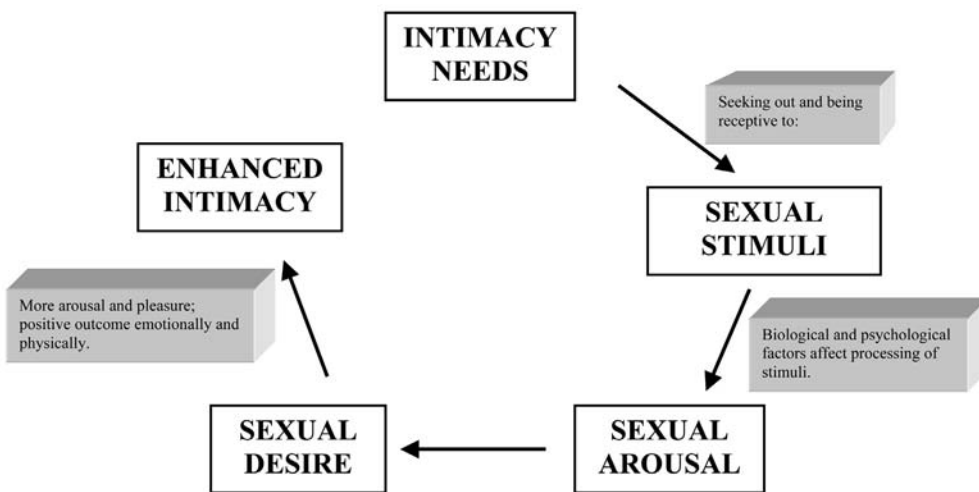 INTIMACY
NEEDS
Seeking out and being
receptive to:
SEXUAL
STIMULI
Biological and psychological
factors affect processing of
stimuli.
SEXUAL
AROUSAL
SEXUAL
DESIRE
More arousal and pleasure;
positive outcome emotionally and
physically.
ENHANCED
INTIMACY